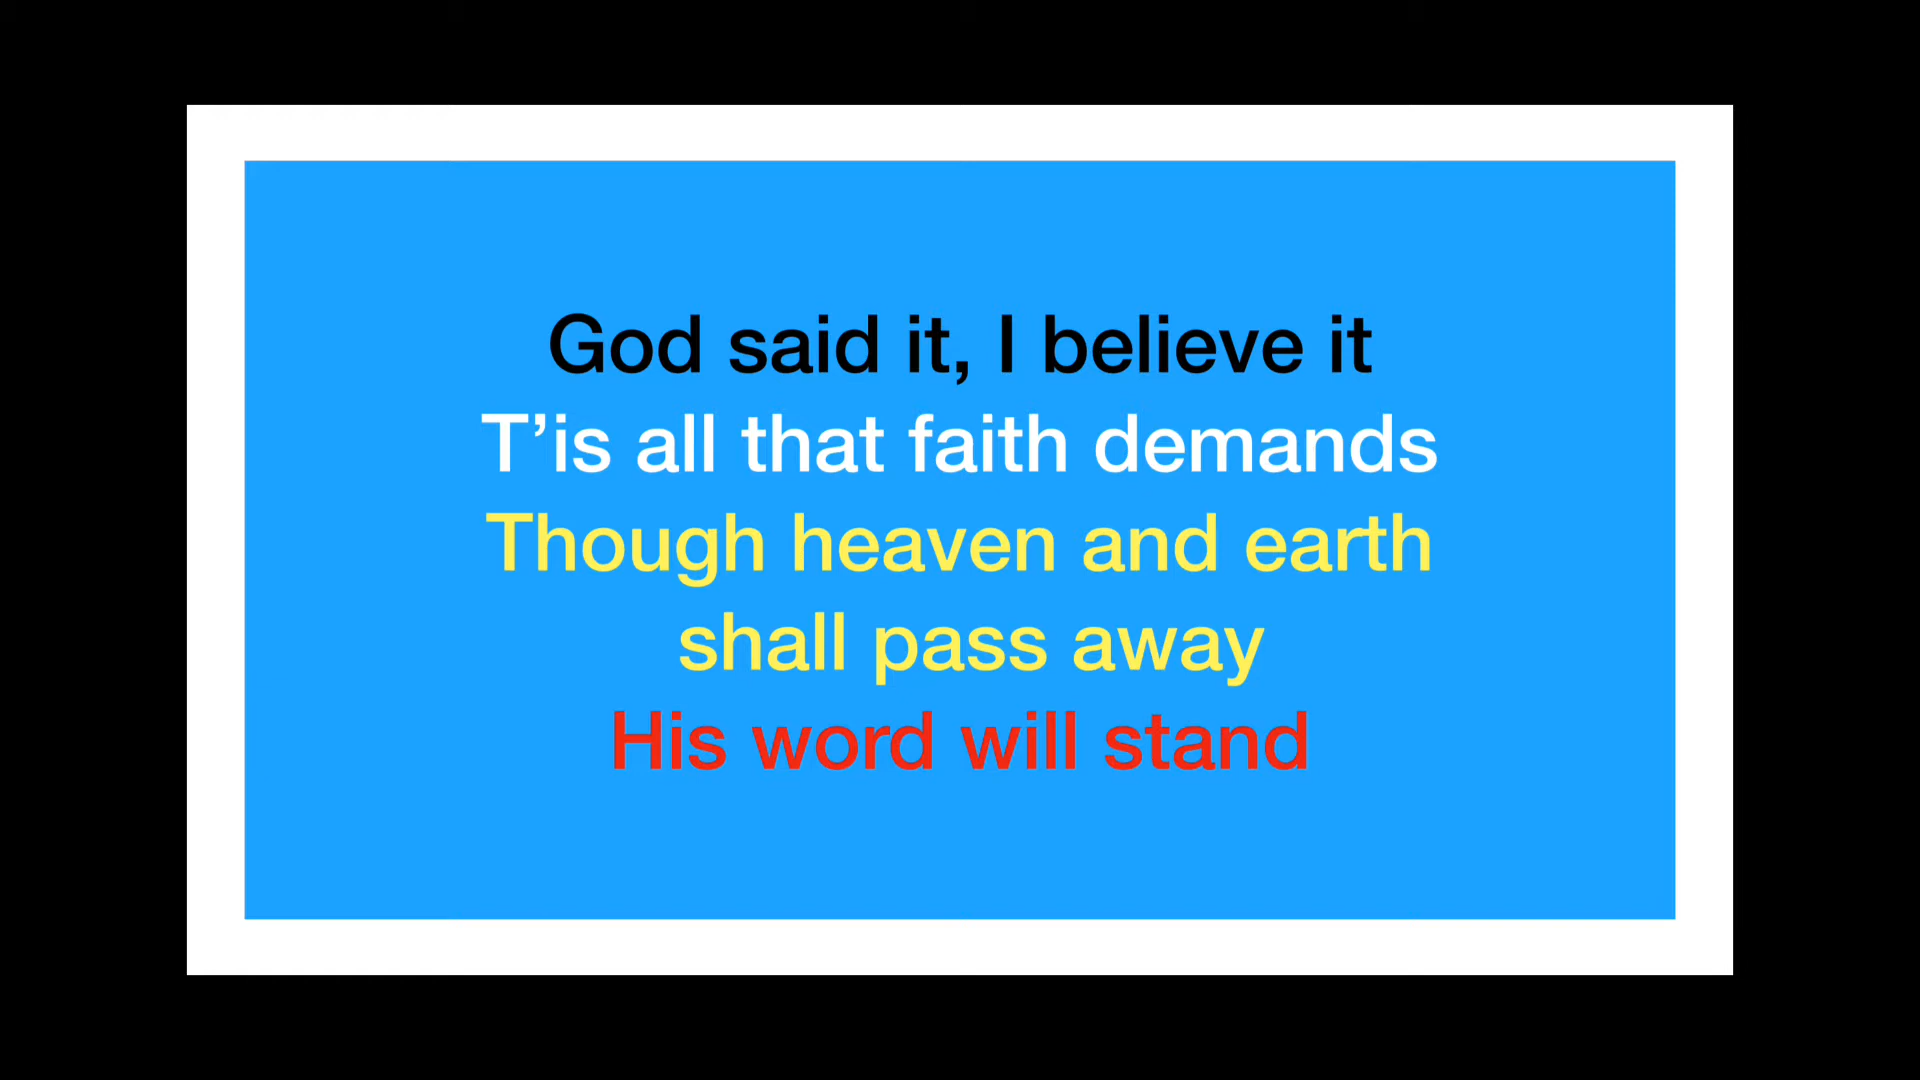 God said it, I believe it
T’is all that faith demands
Though heaven and earth
shall pass away
His word will stand